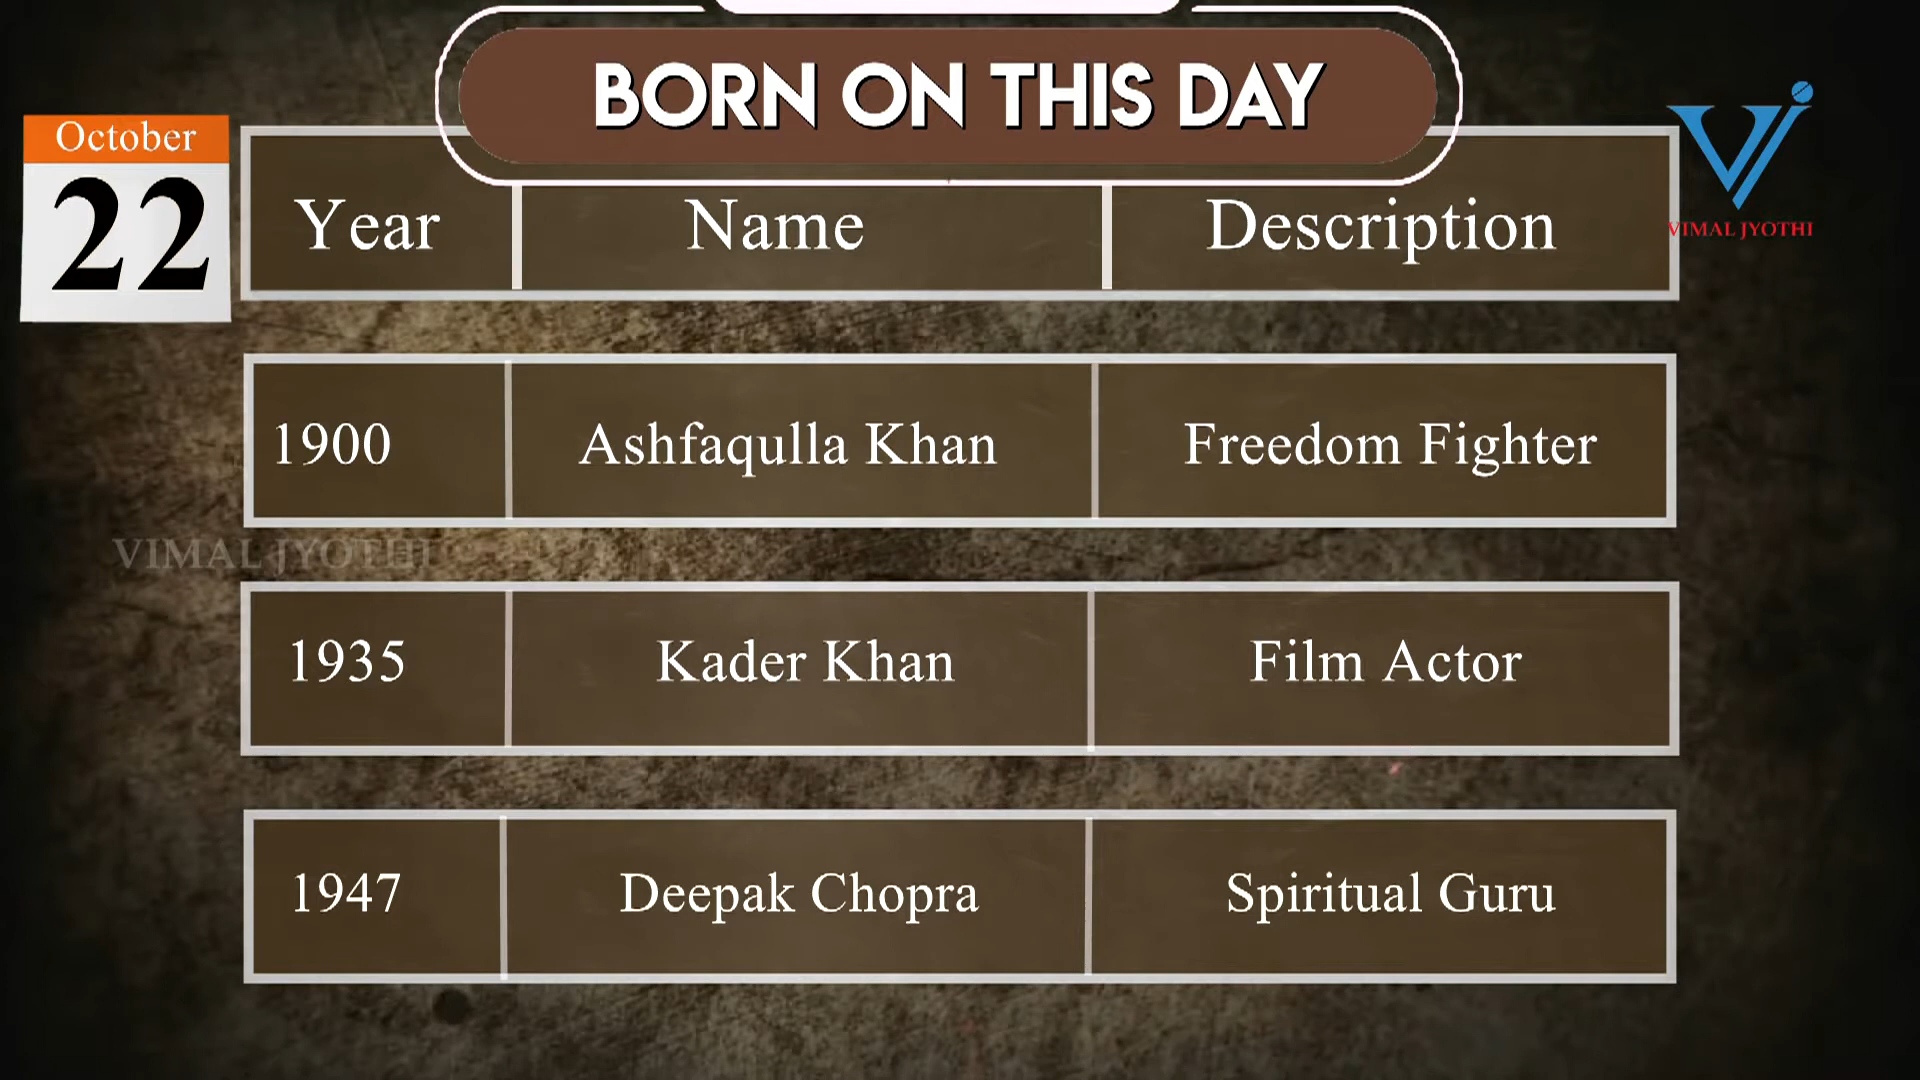 BORN ON THIS DAY
October
22
Year Name Description
VIMAL JYOTHI
1900 Ashfaqulla Khan Freedom Fighter
VIMAL JYOTHI
1935 Kader Khan Film Actor
1947 Deepak Chopra Spiritual Guru